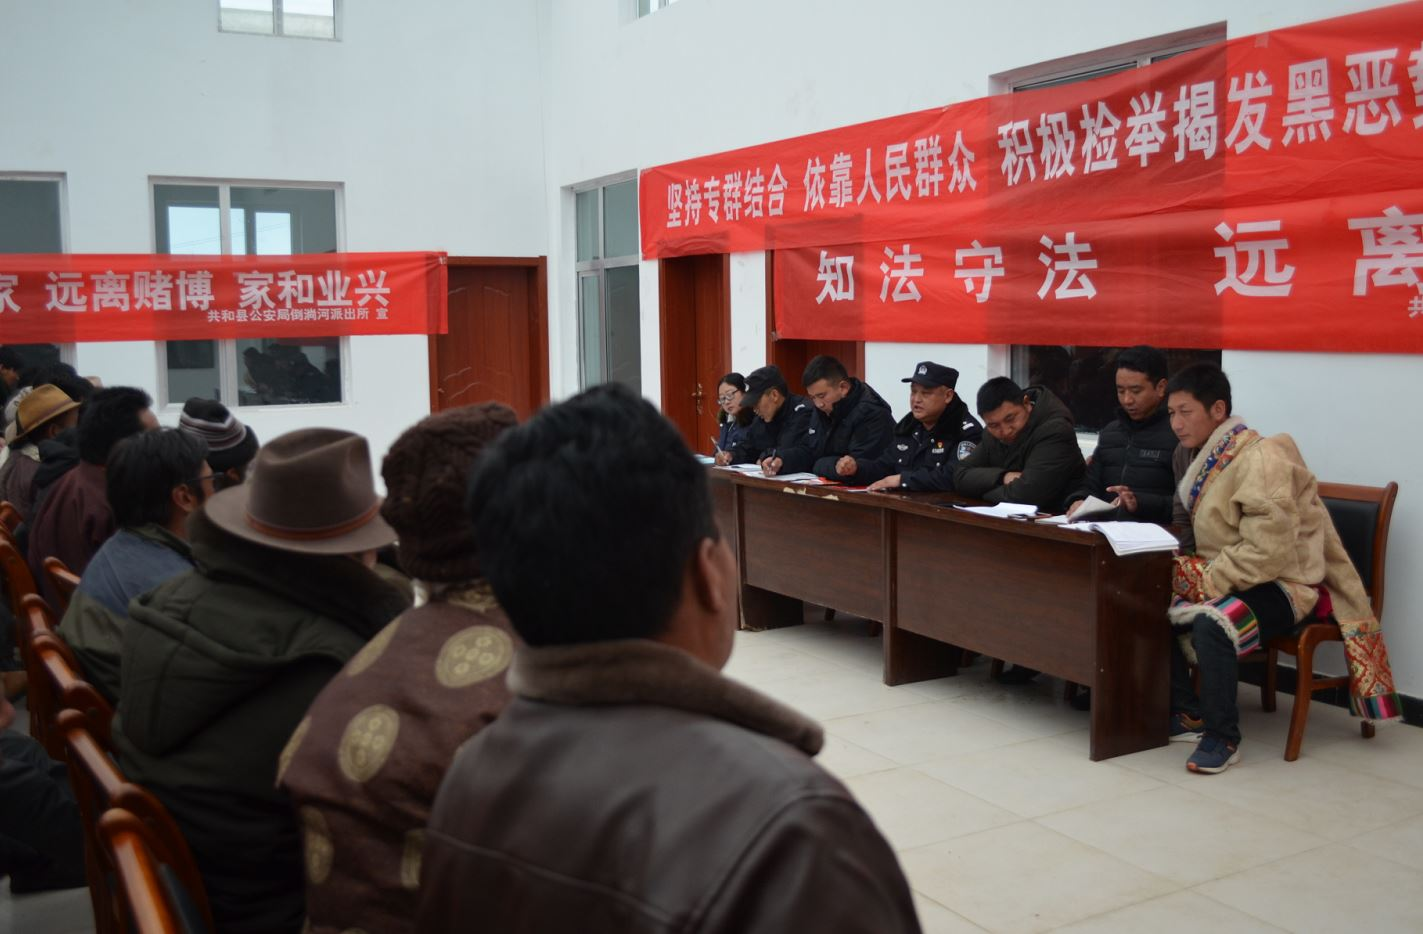 坚持专群结合 依靠人民群众 积极检举揭发黑恶
知法守法 远离
家 远离赌博 家和业兴
共和县公安局倒淌河派出所 宣
共